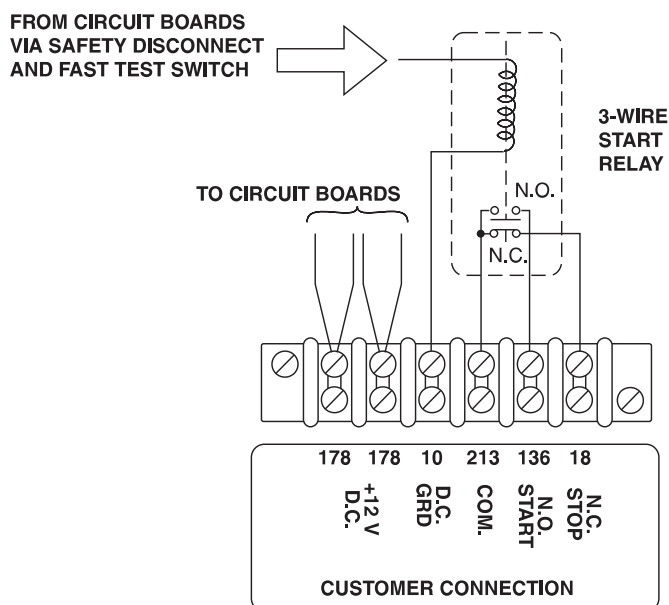 FROM CIRCUIT BOARDS
VIA SAFETY DISCONNECT
AND FAST TEST SWITCH
3-WIRE
START
RELAY
TO CIRCUIT BOARDS
N.O.
N.C.
178 178 10 213 136 18
+12 V
D.C.
D.C.
GRD
COM.
N.O.
START
N.C.
STOP
CUSTOMER CONNECTION